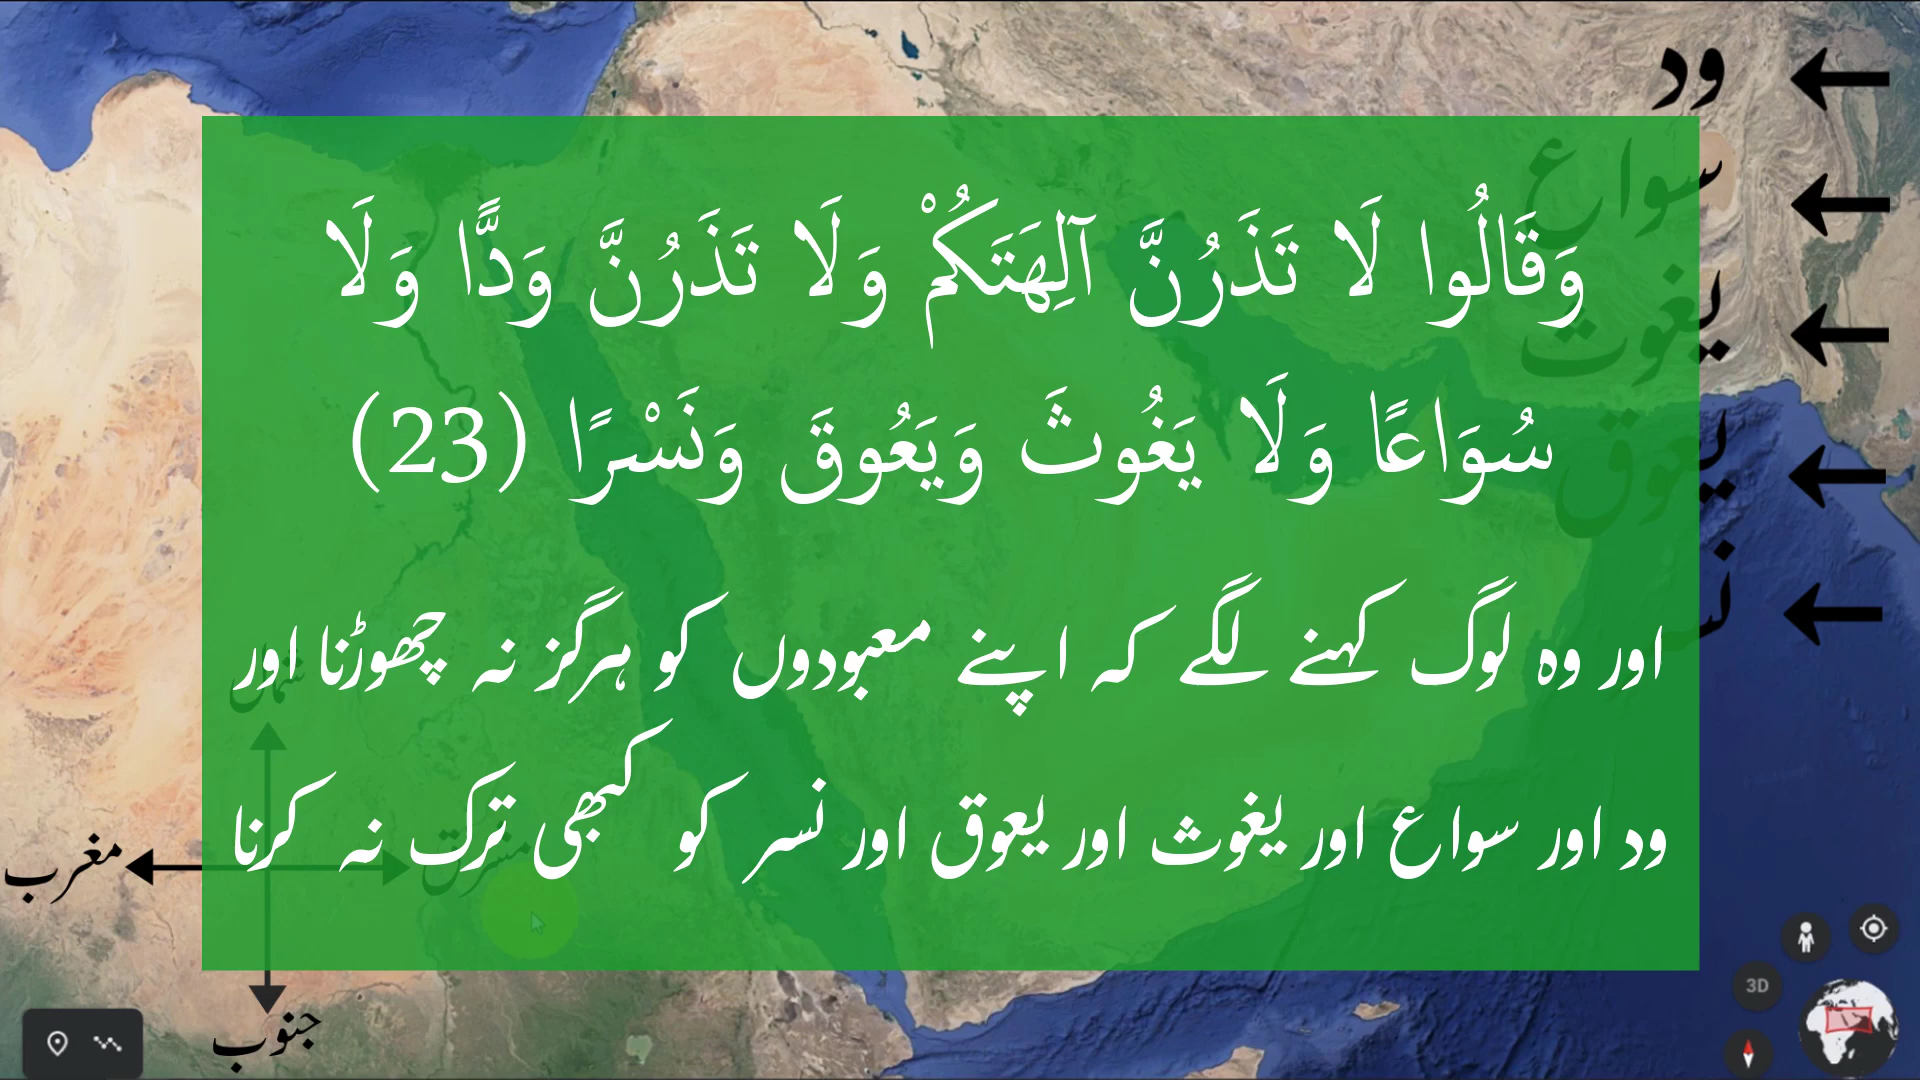 وَقَالُوا لَا تَذَرُنَّ آلِهَتَكُمْ وَلَا تَذَرُنَّ وَدًّا وَلَا
سُوَاعًا وَلَا يَغُوثَ وَيَعُوقَ وَنَسْرًا (23)
اور وہ لوگ کہنے لگے کہ اپنے معبودوں کو ہرگز نہ چھوڑنا اور
ود اور سواع اور یغوث اور یعوق اور نسر کو کبھی ترک نہ کرنا
ود
سواع
یغوث
یعوق
شمال
مغرب
مشرق
جنوب
3D